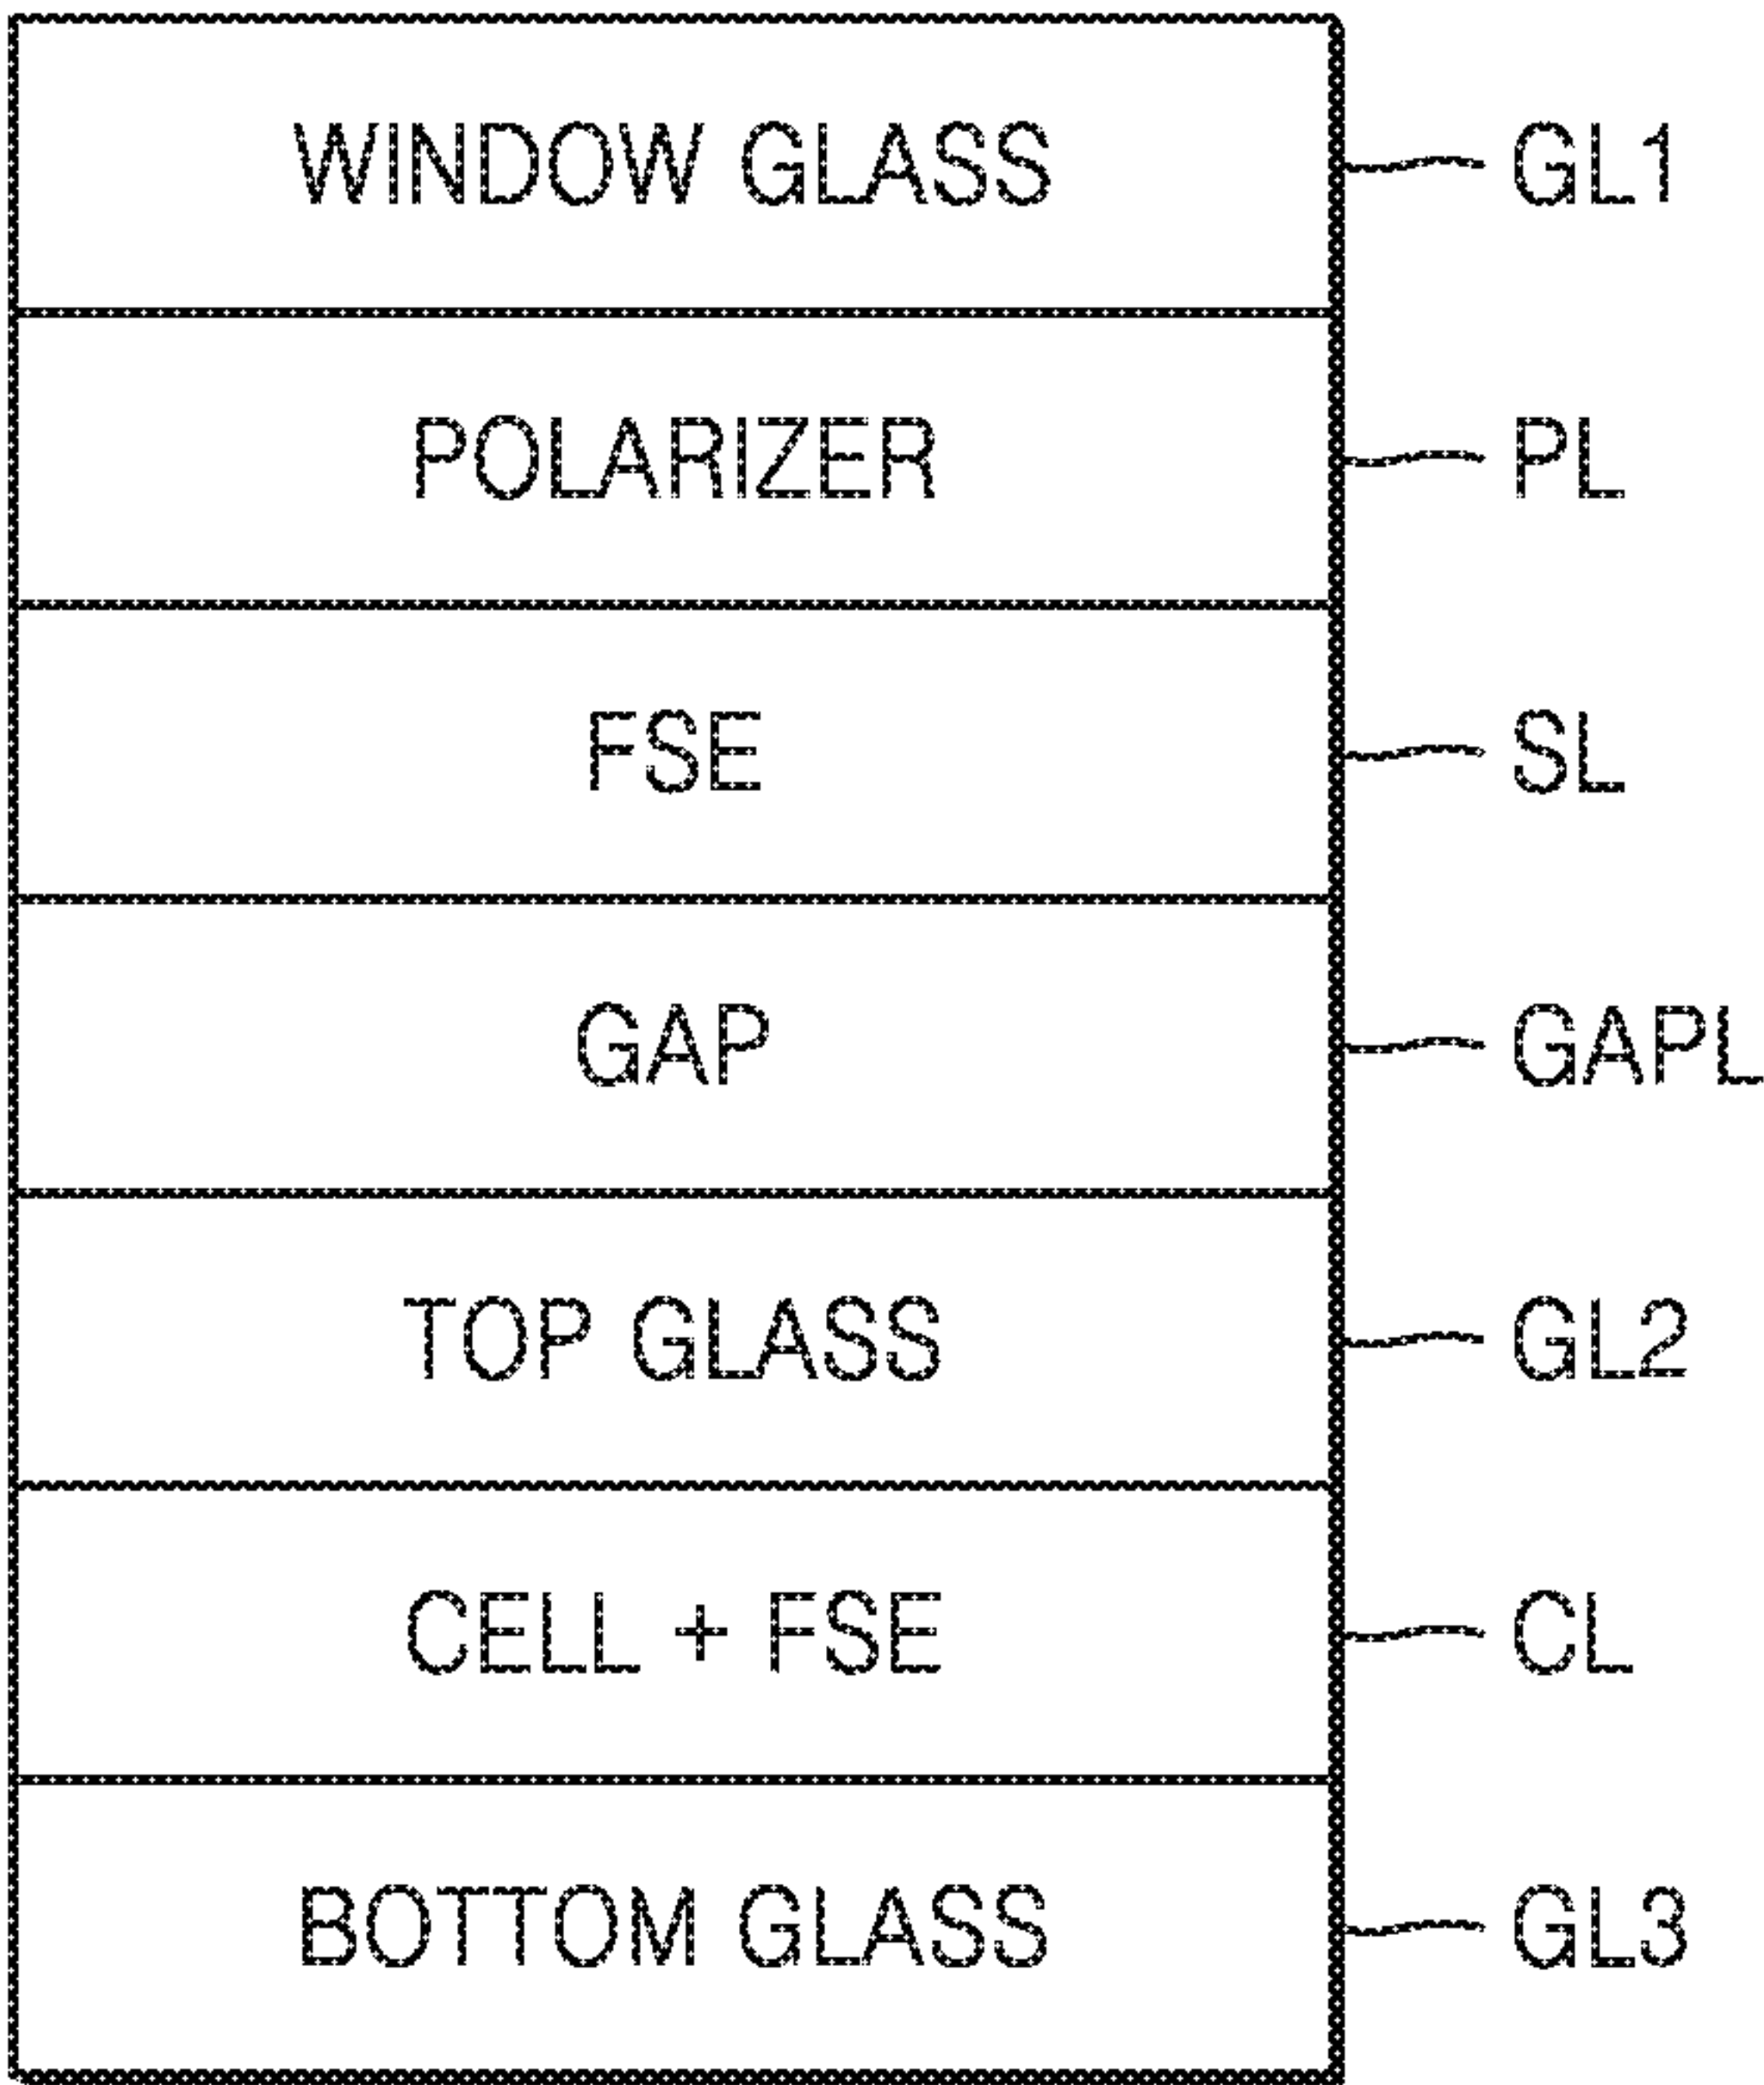 WINDOW GLASS GL1
POLARIZER PL
FSE SL
GAP GAPL
TOP GLASS GL2
CELL + FSE CL
BOTTOM GLASS GL3